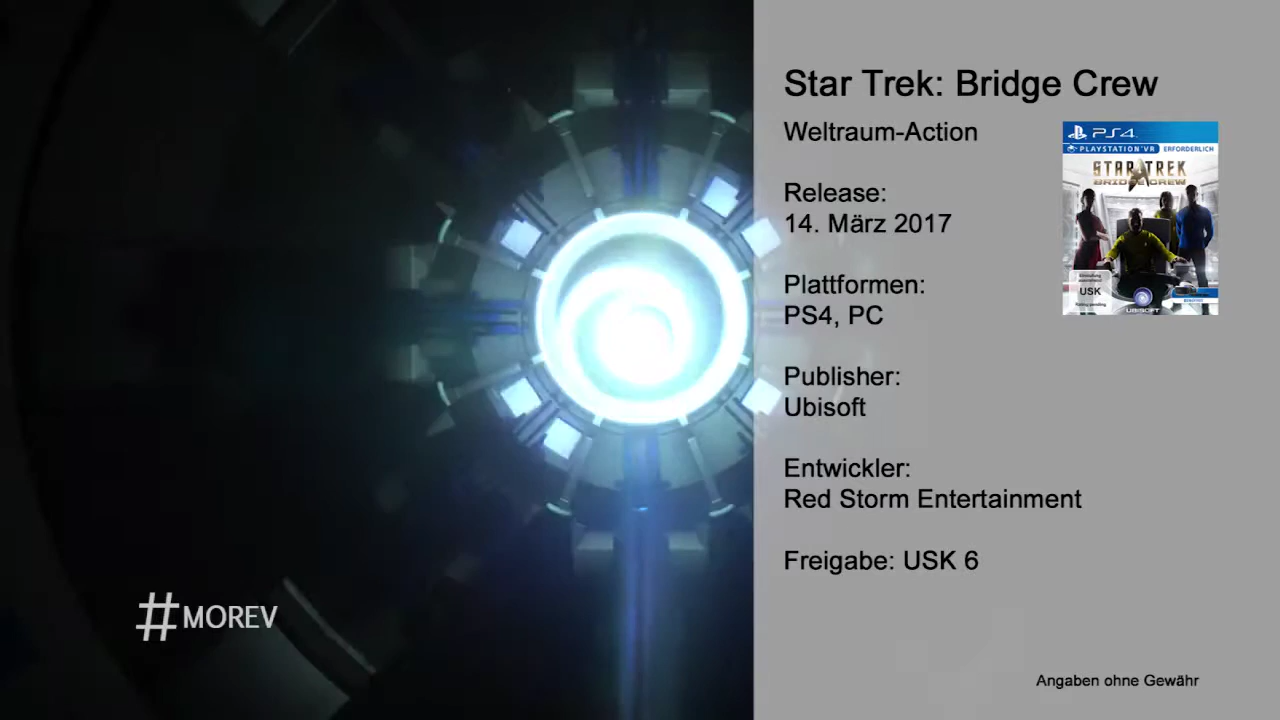 Star Trek: Bridge Crew
Weltraum-Action
PS4
PLAYSTATION VR ERFORDERLICH
STAR TREK
BRIDGE CREW
Release:
14. März 2017
Plattformen:
PS4, PC
USK
UBISOFT
Publisher:
Ubisoft
Entwickler:
Red Storm Entertainment
Freigabe: USK 6
#MOREV
Angaben ohne Gewähr